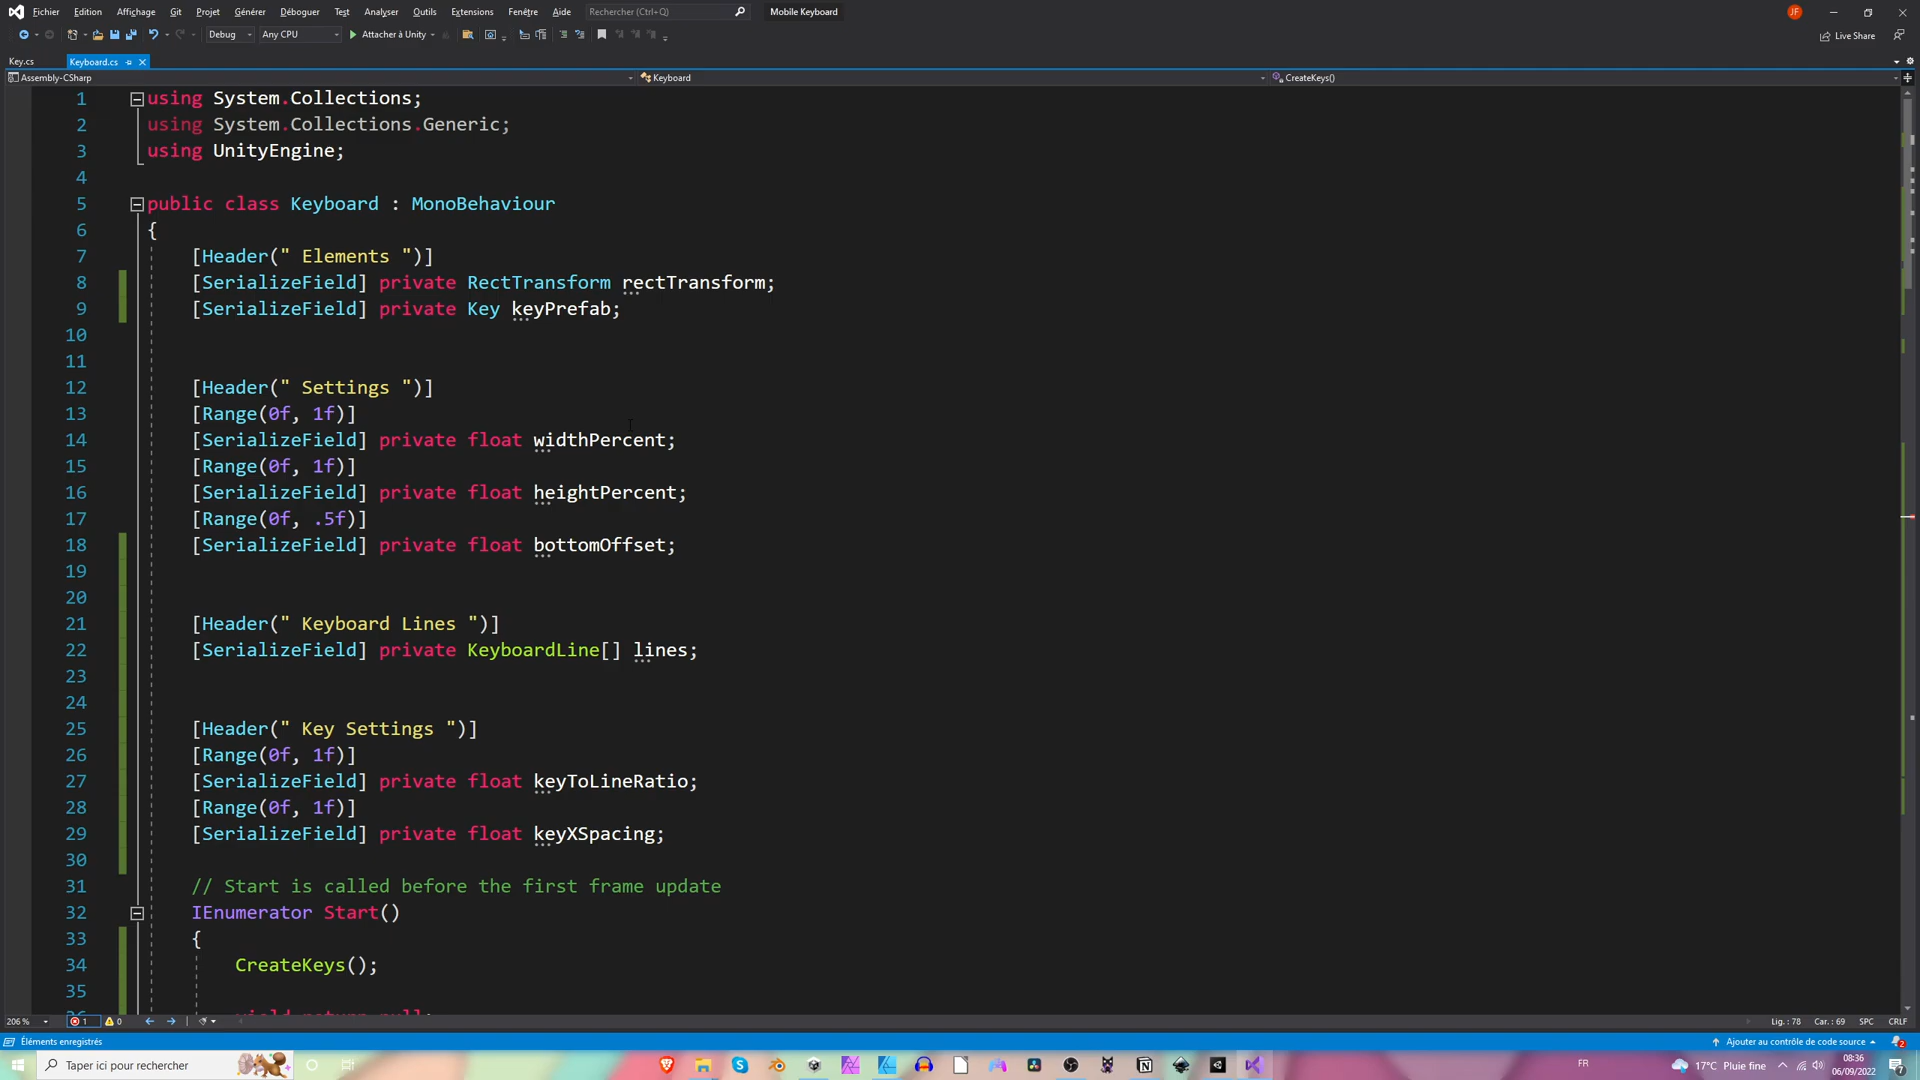 Fichier Edition Affichage Git Projet Générer Déboguer Test Analyser Outils Extensions Fenêtre Aide Rechercher (Ctrl+Q) Mobile Keyboard JF
Debug Any CPU Attacher à Unity Live Share
Key.cs Keyboard.cs
Assembly-CSharp Keyboard CreateKeys()
1 using System.Collections;
2 using System.Collections.Generic;
3 using UnityEngine;
4
5 public class Keyboard : MonoBehaviour
6 {
7 [Header(" Elements ")]
8 [SerializeField] private RectTransform rectTransform;
9 [SerializeField] private Key keyPrefab;
10
11
12 [Header(" Settings ")]
13 [Range(0f, 1f)]
14 [SerializeField] private float widthPercent;
15 [Range(0f, 1f)]
16 [SerializeField] private float heightPercent;
17 [Range(0f, .5f)]
18 [SerializeField] private float bottomOffset;
19
20
21 [Header(" Keyboard Lines ")]
22 [SerializeField] private KeyboardLine[] lines;
23
24
25 [Header(" Key Settings ")]
26 [Range(0f, 1f)]
27 [SerializeField] private float keyToLineRatio;
28 [Range(0f, 1f)]
29 [SerializeField] private float keyXSpacing;
30
31 // Start is called before the first frame update
32 IEnumerator Start()
33 {
34 CreateKeys();
35
36 yield return null;
206 % 1 0 Lig. : 78 Car. : 69 SPC CRLF
Éléments enregistrés Ajouter au contrôle de code source 2
Taper ici pour rechercher FR 17°C Pluie fine 08:36
06/09/2022 7